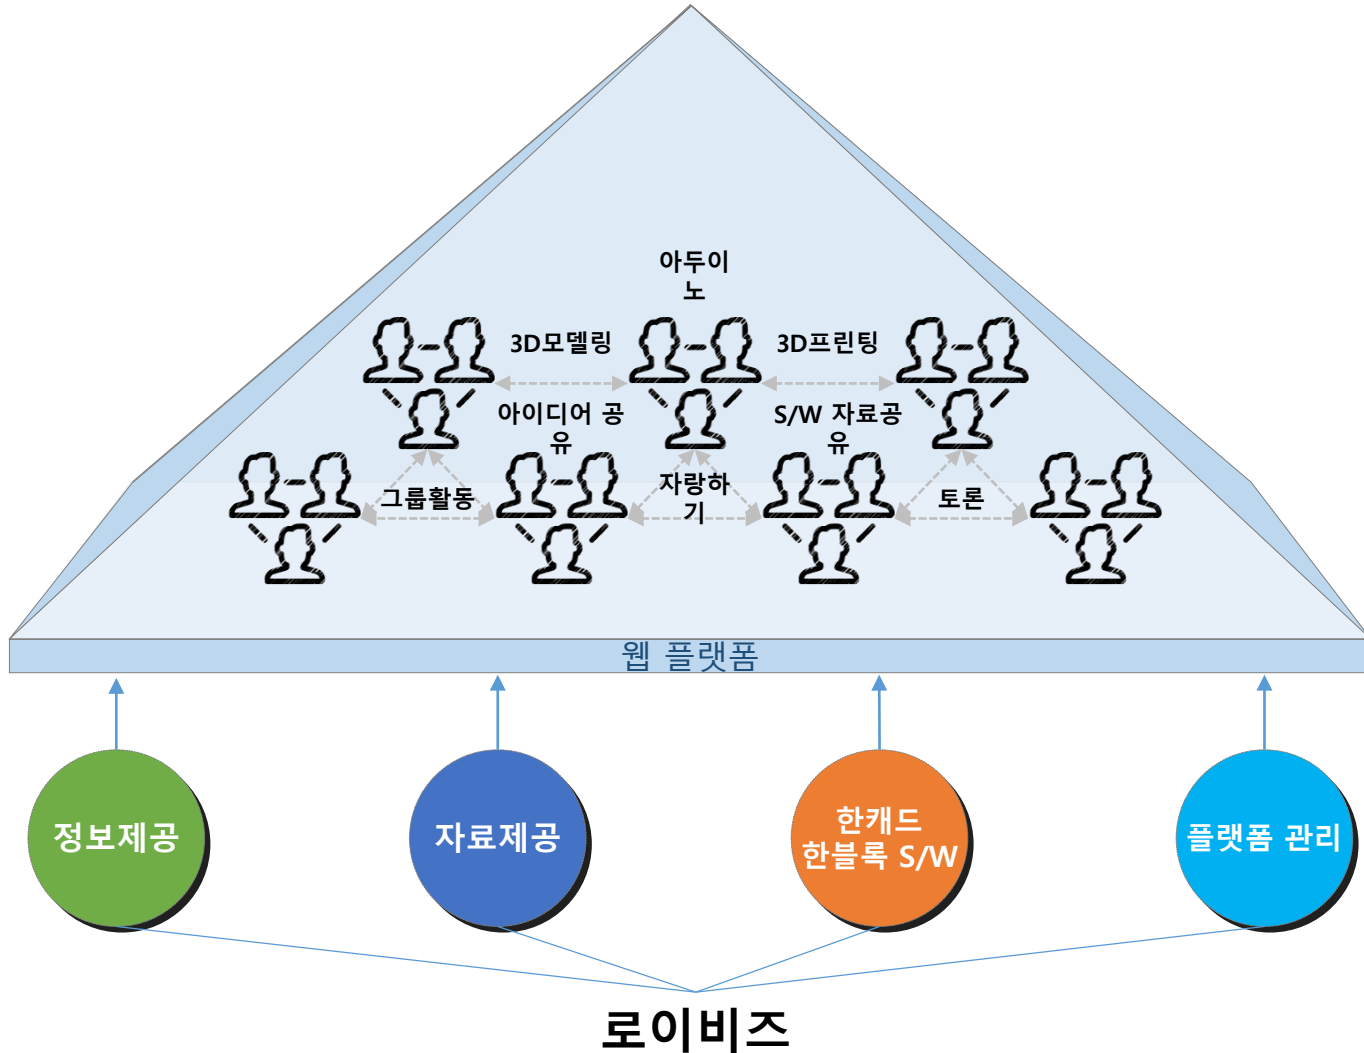 아두이
노
3D모델링
3D프린팅
아이디어 공
유
S/W 자료공
유
그룹활동
자랑하
기
토론
웹 플랫폼
정보제공
자료제공
한캐드
한블록 S/W
플랫폼 관리
로이비즈